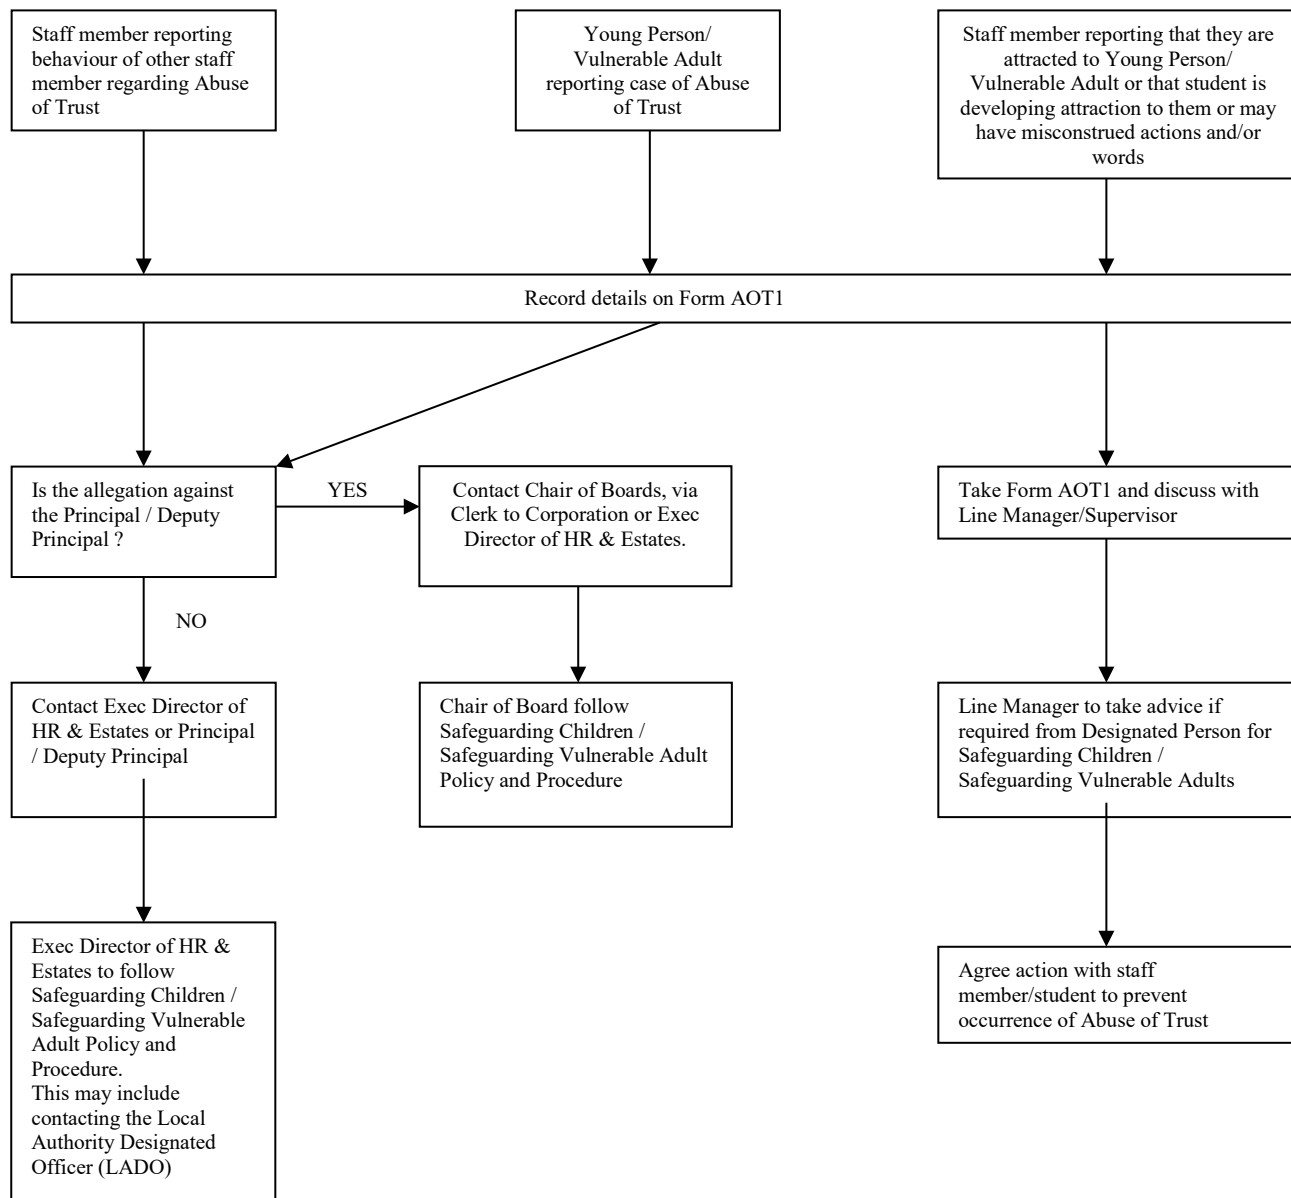 Staff member reporting
behaviour of other staff
member regarding Abuse
of Trust
Young Person/
Vulnerable Adult
reporting case of Abuse
of Trust
Staff member reporting that they are
attracted to Young Person/
Vulnerable Adult or that student is
developing attraction to them or may
have misconstrued actions and/or
words
Record details on Form AOT1
Is the allegation against
the Principal / Deputy
Principal ?
YES
Contact Chair of Boards, via
Clerk to Corporation or Exec
Director of HR & Estates.
Take Form AOT1 and discuss with
Line Manager/Supervisor
NO
Contact Exec Director of
HR & Estates or Principal
/ Deputy Principal
Chair of Board follow
Safeguarding Children /
Safeguarding Vulnerable Adult
Policy and Procedure
Line Manager to take advice if
required from Designated Person for
Safeguarding Children /
Safeguarding Vulnerable Adults
Exec Director of HR &
Estates to follow
Safeguarding Children /
Safeguarding Vulnerable
Adult Policy and
Procedure.
This may include
contacting the Local
Authority Designated
Officer (LADO)
Agree action with staff
member/student to prevent
occurrence of Abuse of Trust